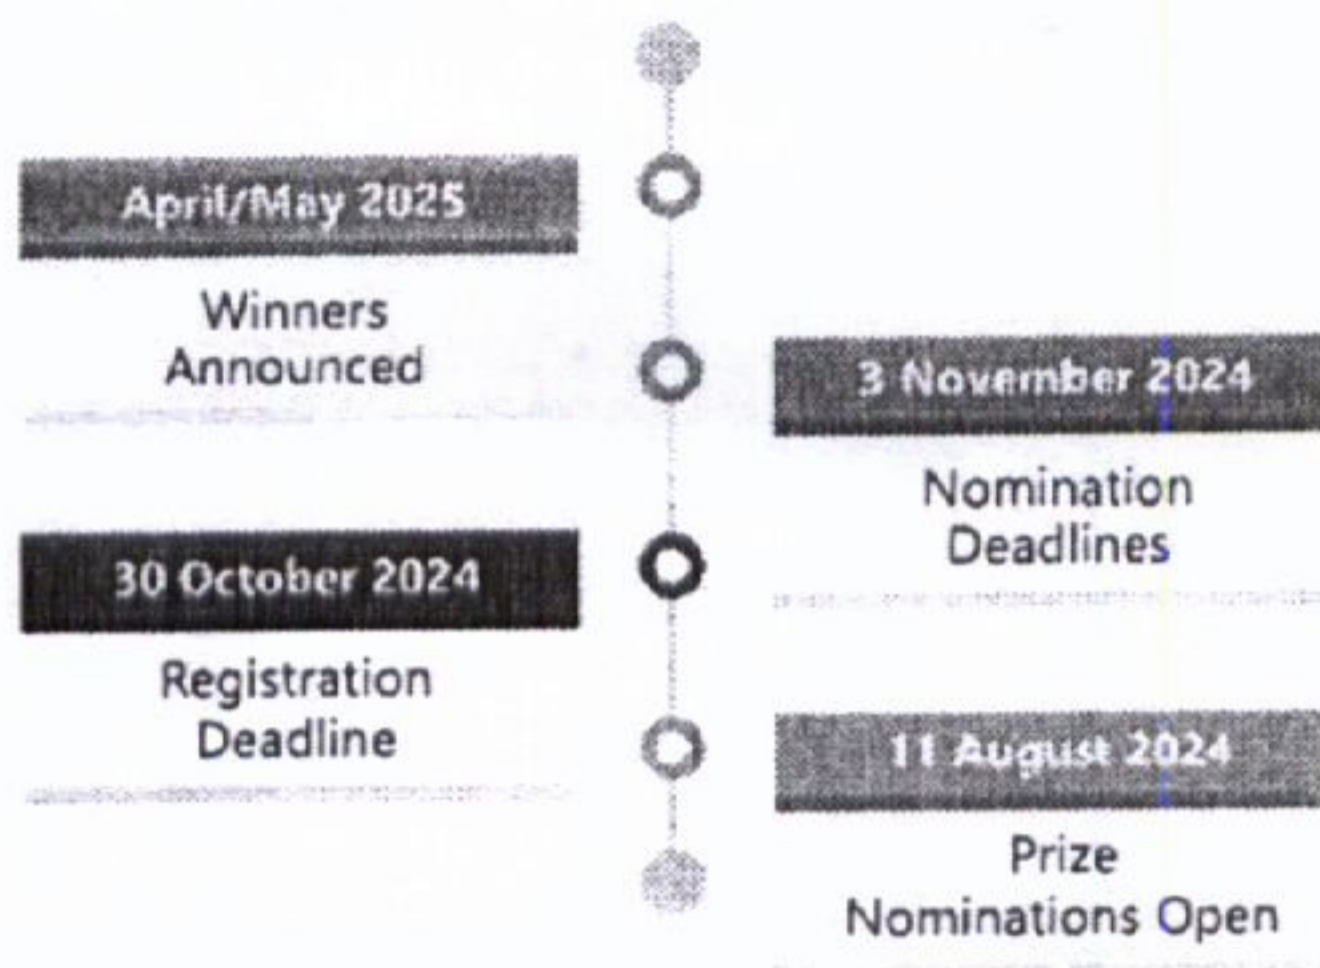 April/May 2025
Winners
Announced
3 November 2024
Nomination
Deadlines
30 October 2024
Registration
Deadline
11 August 2024
Prize
Nominations Open